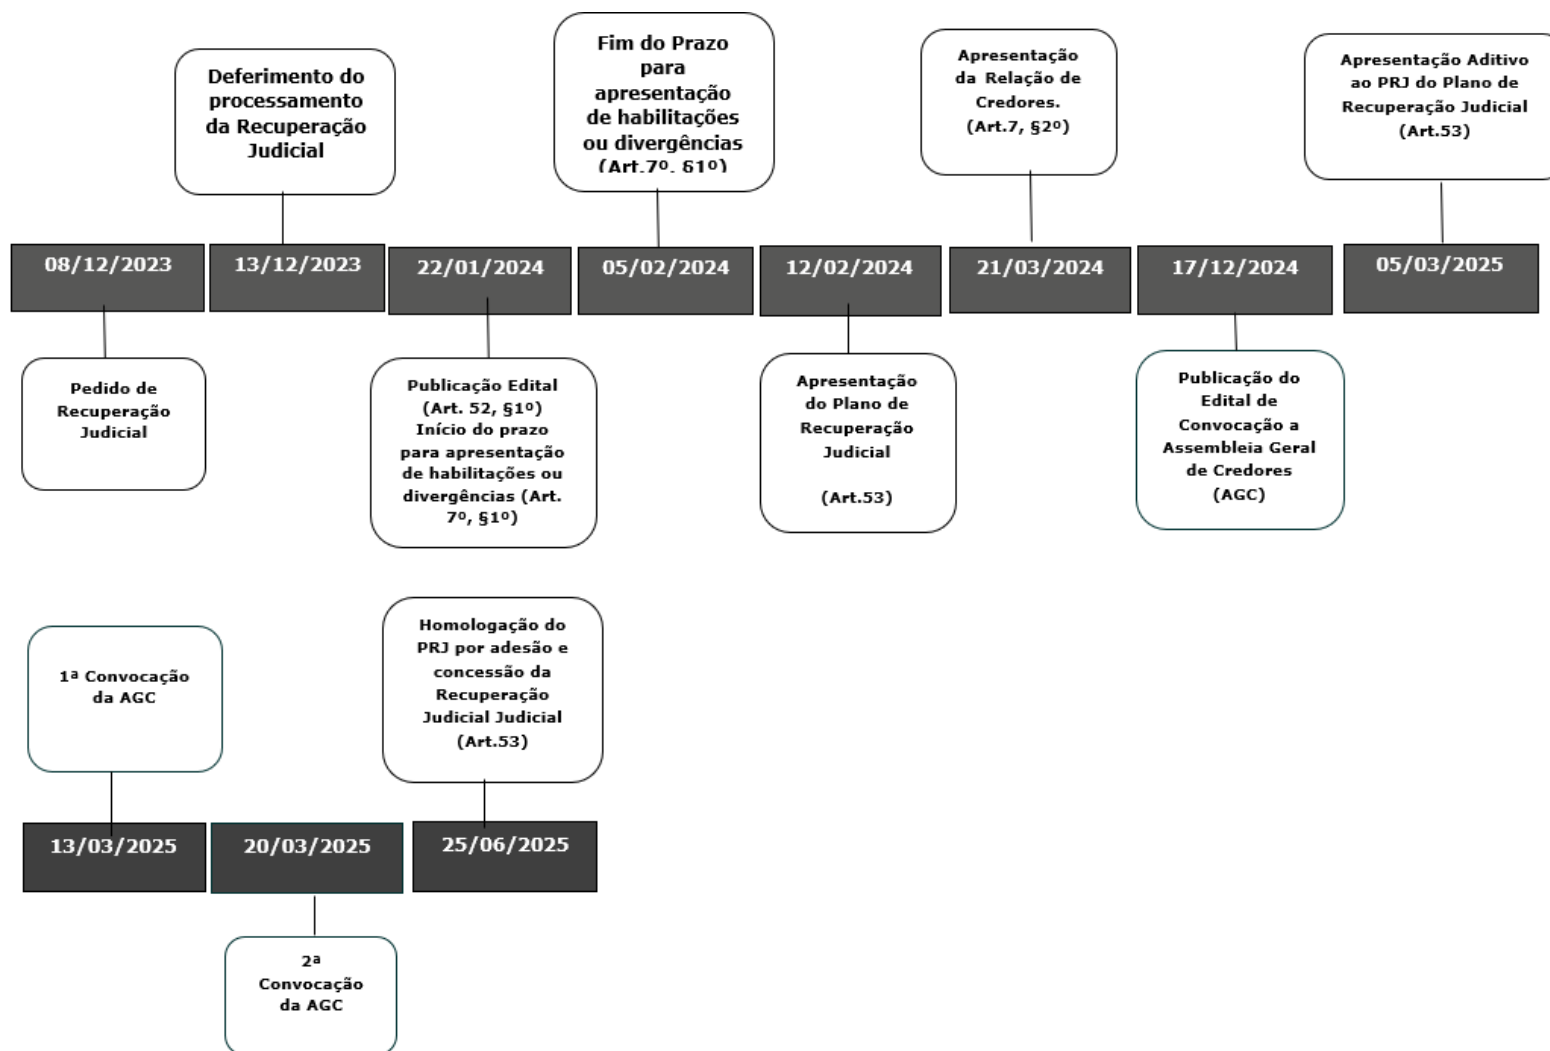 Deferimento do
processamento
da Recuperação
Judicial
Fim do Prazo
para
apresentação
de habilitações
ou divergências
(Art.7º, §1º)
Apresentação
da Relação de
Credores.
(Art.7, §2º)
Apresentação Aditivo
ao PRJ do Plano de
Recuperação Judicial
(Art.53)
08/12/2023
13/12/2023
22/01/2024
05/02/2024
12/02/2024
21/03/2024
17/12/2024
05/03/2025
Pedido de
Recuperação
Judicial
Publicação Edital
(Art. 52, §1º)
Início do prazo
para apresentação
de habilitações ou
divergências (Art.
7º, §1º)
Apresentação
do Plano de
Recuperação
Judicial
(Art.53)
Publicação do
Edital de
Convocação a
Assembleia Geral
de Credores
(AGC)
1ª Convocação
da AGC
Homologação do
PRJ por adesão e
concessão da
Recuperação
Judicial Judicial
(Art.53)
13/03/2025
20/03/2025
25/06/2025
2ª
Convocação
da AGC